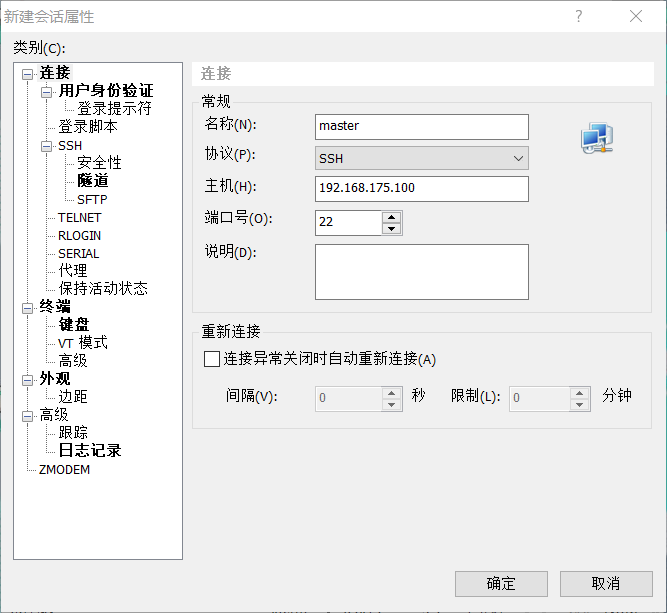 新建会话属性
?
类别(C):
连接
用户身份验证
登录提示符
登录脚本
SSH
安全性
隧道
SFTP
TELNET
RLOGIN
SERIAL
代理
保持活动状态
终端
键盘
VT 模式
高级
外观
边距
高级
跟踪
日志记录
ZMODEM
连接
常规
名称(N): master
协议(P): SSH
主机(H): 192.168.175.100
端口号(O): 22
说明(D):
重新连接
连接异常关闭时自动重新连接(A)
间隔(V): 0 秒 限制(L): 0 分钟
确定 取消